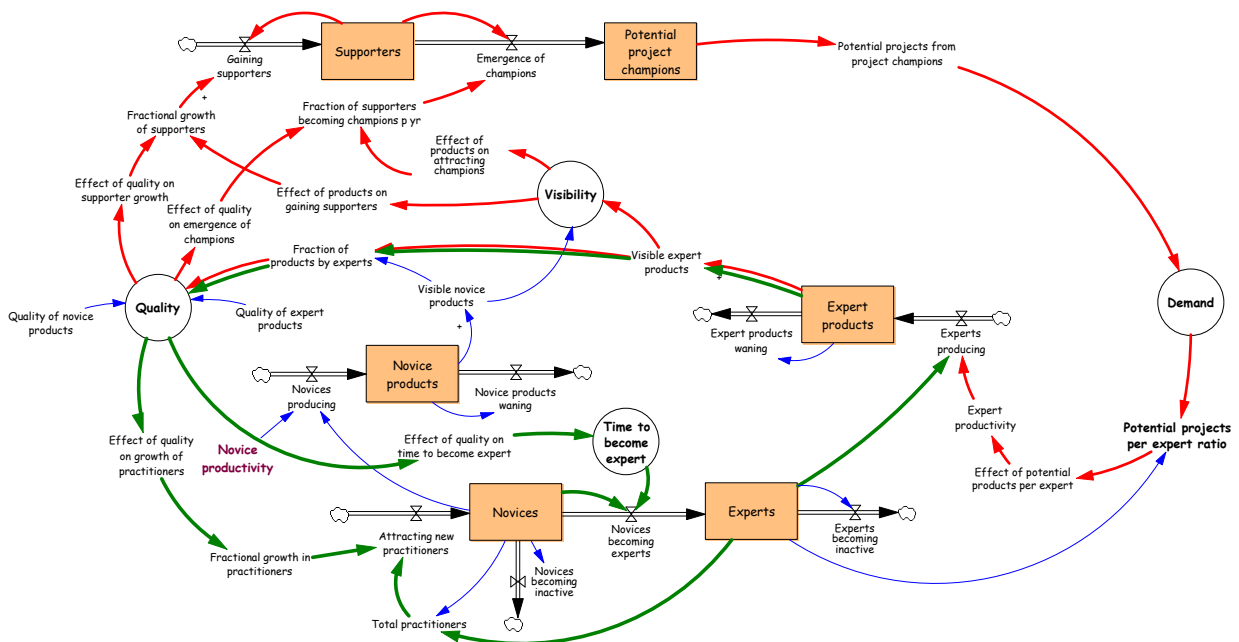 Supporters
Potential
project
champions
Gaining
supporters
Emergence of
champions
Potential projects from
project champions
+
Fractional growth
of supporters
Fraction of supporters
becoming champions p yr
Effect of
products on
attracting
champions
Effect of quality on
supporter growth
Effect of products on
gaining supporters
Visibility
Effect of quality
on emergence of
champions
Fraction of
products by experts
Visible expert
products
+
Visible novice
products
+
Quality
Quality of novice
products
Quality of expert
products
Expert
products
Expert products
waning
Experts
producing
Demand
Novice
products
Novices
producing
Novice products
waning
Expert
productivity
Potential projects
per expert ratio
Effect of quality
on growth of
practitioners
Novice
productivity
Effect of quality on
time to become expert
Time to
become
expert
Effect of potential
products per expert
Novices
Experts
Attracting new
practitioners
Novices
becoming
experts
Experts
becoming
inactive
Fractional growth in
practitioners
Novices
becoming
inactive
Total practitioners